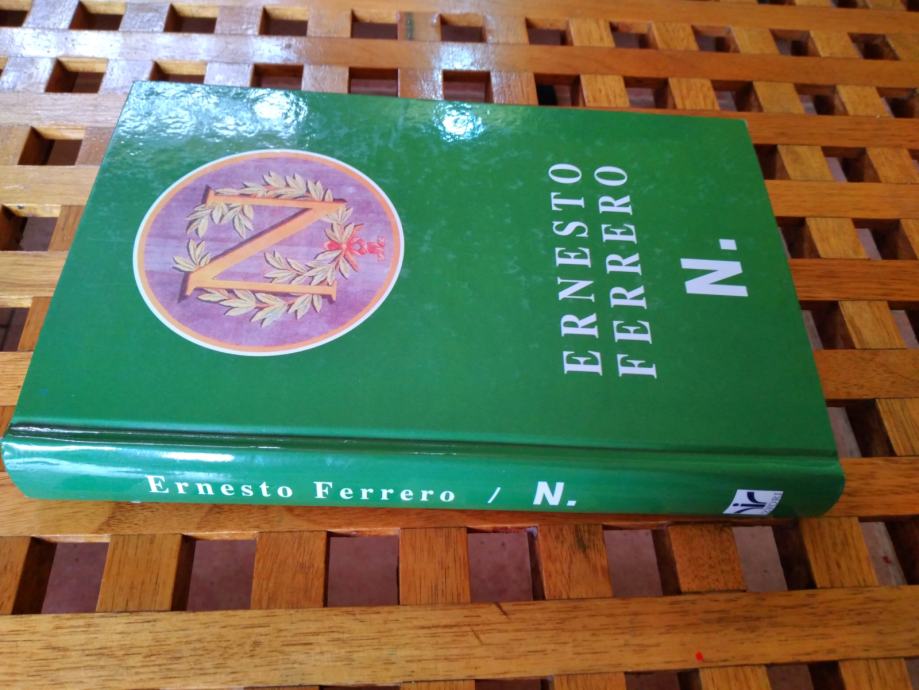 N
ERNESTO
FERRERO
N.
Ernesto Ferrero / N.